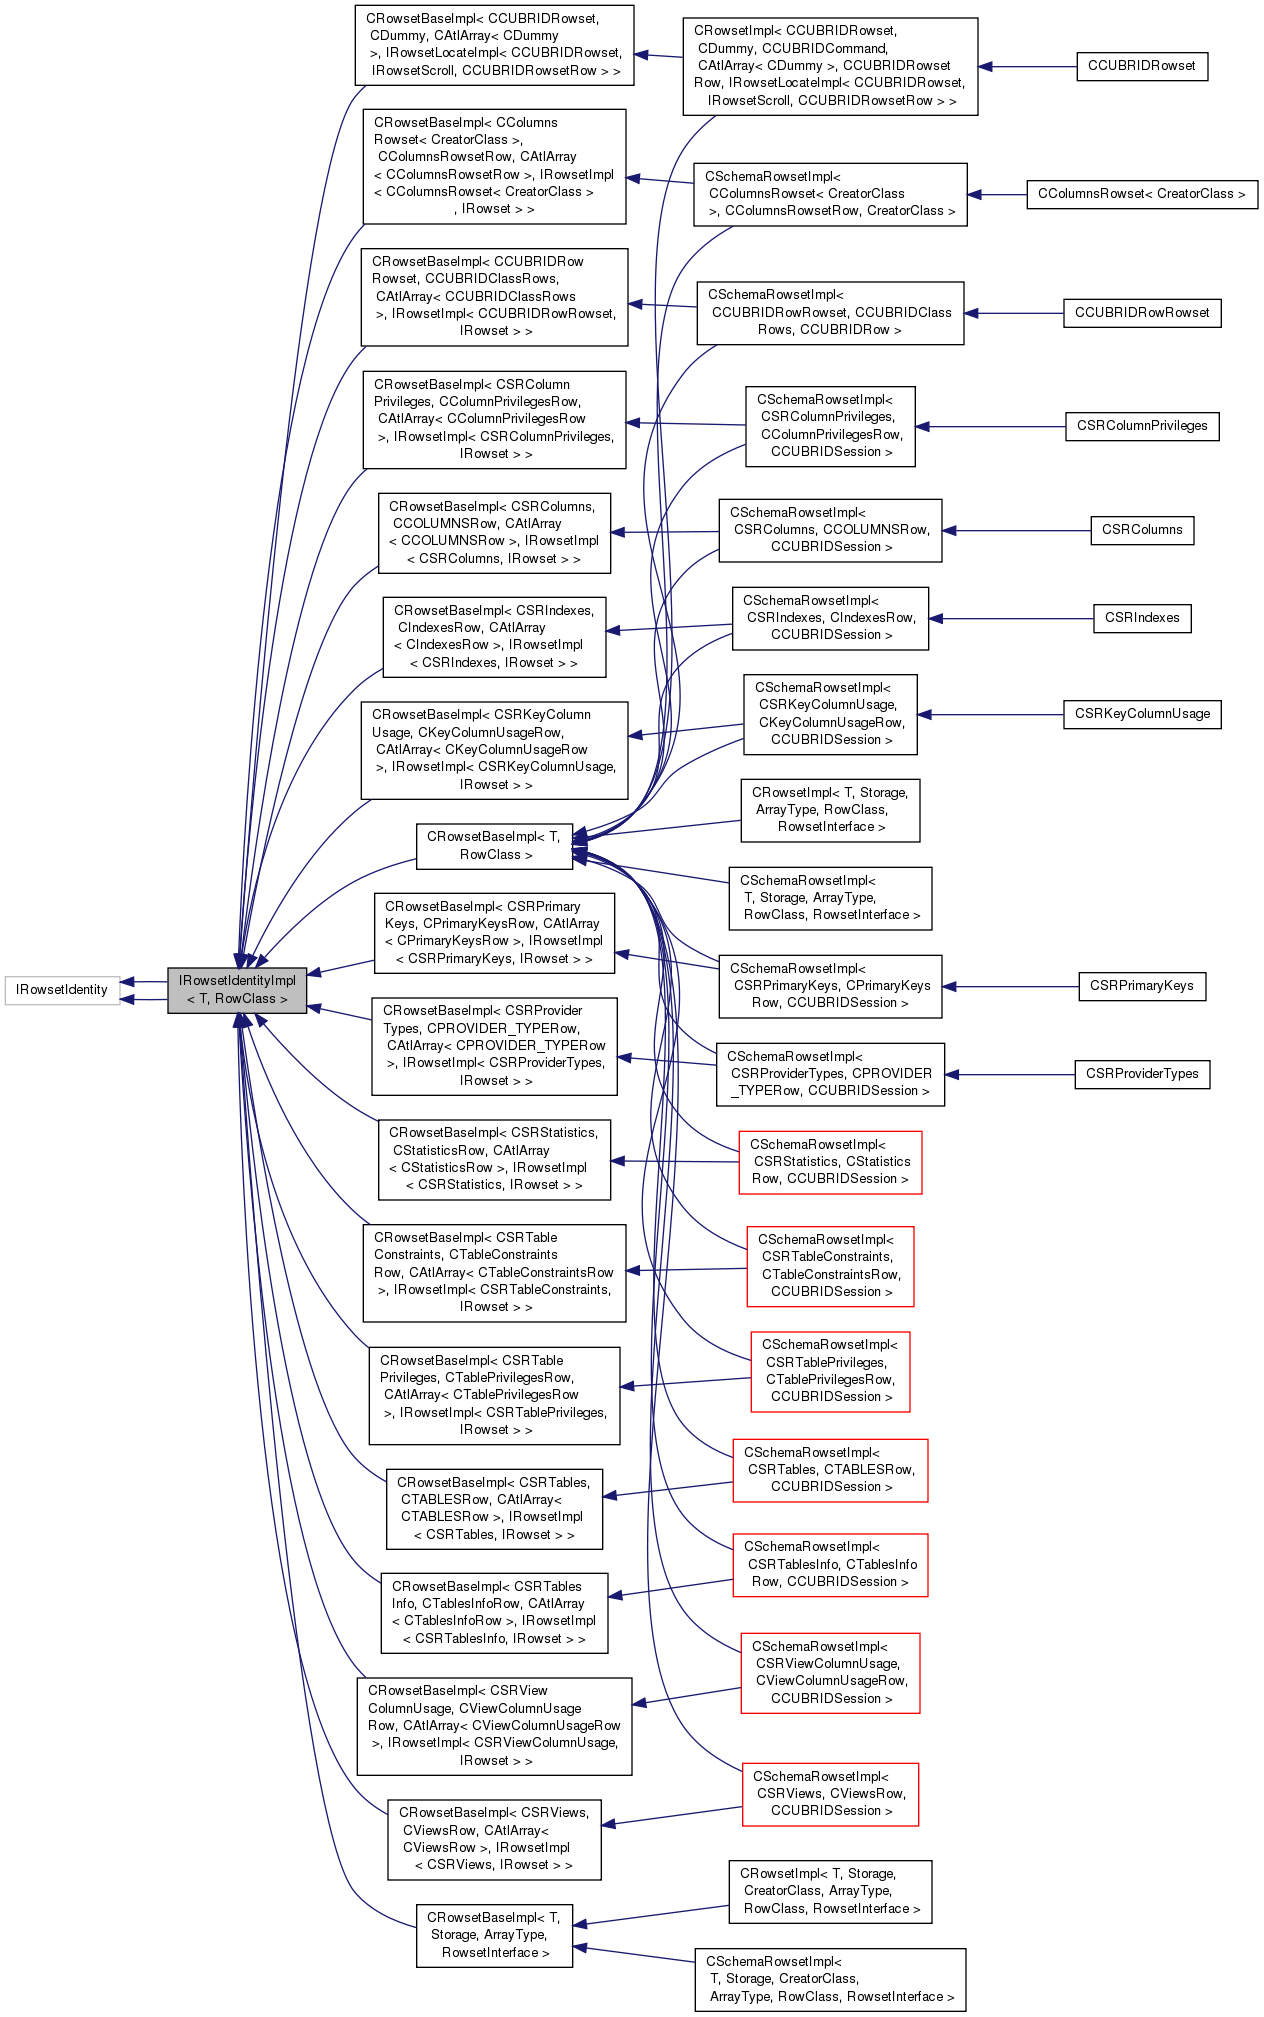 IRowsetIdentity
IRowsetIdentityImpl
< T, RowClass >
CRowsetBaseImpl< CCUBRIDRowset,
CDummy, CAtlArray< CDummy
>, IRowsetLocateImpl< CCUBRIDRowset,
IRowsetScroll, CCUBRIDRowsetRow > >
CRowsetBaseImpl< CColumns
Rowset< CreatorClass >,
CColumnsRowsetRow, CAtlArray
< CColumnsRowsetRow >, IRowsetImpl
< CColumnsRowset< CreatorClass >
, IRowset > >
CRowsetBaseImpl< CCUBRIDRow
Rowset, CCUBRIDClassRows,
CAtlArray< CCUBRIDClassRows
>, IRowsetImpl< CCUBRIDRowRowset,
IRowset > >
CRowsetBaseImpl< CSRColumn
Privileges, CColumnPrivilegesRow,
CAtlArray< CColumnPrivilegesRow
>, IRowsetImpl< CSRColumnPrivileges,
IRowset > >
CRowsetBaseImpl< CSRColumns,
CCOLUMNSRow, CAtlArray
< CCOLUMNSRow >, IRowsetImpl
< CSRColumns, IRowset > >
CRowsetBaseImpl< CSRIndexes,
CIndexesRow, CAtlArray
< CIndexesRow >, IRowsetImpl
< CSRIndexes, IRowset > >
CRowsetBaseImpl< CSRKeyColumn
Usage, CKeyColumnUsageRow,
CAtlArray< CKeyColumnUsageRow
>, IRowsetImpl< CSRKeyColumnUsage,
IRowset > >
CRowsetBaseImpl< T,
RowClass >
CRowsetBaseImpl< CSRPrimary
Keys, CPrimaryKeysRow, CAtlArray
< CPrimaryKeysRow >, IRowsetImpl
< CSRPrimaryKeys, IRowset > >
CRowsetBaseImpl< CSRProvider
Types, CPROVIDER_TYPERow,
CAtlArray< CPROVIDER_TYPERow
>, IRowsetImpl< CSRProviderTypes,
IRowset > >
CRowsetBaseImpl< CSRStatistics,
CStatisticsRow, CAtlArray
< CStatisticsRow >, IRowsetImpl
< CSRStatistics, IRowset > >
CRowsetBaseImpl< CSRTable
Constraints, CTableConstraints
Row, CAtlArray< CTableConstraintsRow
>, IRowsetImpl< CSRTableConstraints,
IRowset > >
CRowsetBaseImpl< CSRTable
Privileges, CTablePrivilegesRow,
CAtlArray< CTablePrivilegesRow
>, IRowsetImpl< CSRTablePrivileges,
IRowset > >
CRowsetBaseImpl< CSRTables,
CTABLESRow, CAtlArray<
CTABLESRow >, IRowsetImpl
< CSRTables, IRowset > >
CRowsetBaseImpl< CSRTables
Info, CTablesInfoRow, CAtlArray
< CTablesInfoRow >, IRowsetImpl
< CSRTablesInfo, IRowset > >
CRowsetBaseImpl< CSRView
ColumnUsage, CViewColumnUsage
Row, CAtlArray< CViewColumnUsageRow
>, IRowsetImpl< CSRViewColumnUsage,
IRowset > >
CRowsetBaseImpl< CSRViews,
CViewsRow, CAtlArray<
CViewsRow >, IRowsetImpl
< CSRViews, IRowset > >
CRowsetBaseImpl< T,
Storage, ArrayType,
RowsetInterface >
CRowsetImpl< CCUBRIDRowset,
CDummy, CCUBRIDCommand,
CAtlArray< CDummy >, CCUBRIDRowset
Row, IRowsetLocateImpl< CCUBRIDRowset,
IRowsetScroll, CCUBRIDRowsetRow > >
CSchemaRowsetImpl<
CColumnsRowset< CreatorClass
>, CColumnsRowsetRow, CreatorClass >
CSchemaRowsetImpl<
CCUBRIDRowRowset, CCUBRIDClass
Rows, CCUBRIDRow >
CSchemaRowsetImpl<
CSRColumnPrivileges,
CColumnPrivilegesRow,
CCUBRIDSession >
CSchemaRowsetImpl<
CSRColumns, CCOLUMNSRow,
CCUBRIDSession >
CSchemaRowsetImpl<
CSRIndexes, CIndexesRow,
CCUBRIDSession >
CSchemaRowsetImpl<
CSRKeyColumnUsage,
CKeyColumnUsageRow,
CCUBRIDSession >
CRowsetImpl< T, Storage,
ArrayType, RowClass,
RowsetInterface >
CSchemaRowsetImpl<
T, Storage, ArrayType,
RowClass, RowsetInterface >
CSchemaRowsetImpl<
CSRPrimaryKeys, CPrimaryKeys
Row, CCUBRIDSession >
CSchemaRowsetImpl<
CSRProviderTypes, CPROVIDER
_TYPERow, CCUBRIDSession >
CSchemaRowsetImpl<
CSRStatistics, CStatistics
Row, CCUBRIDSession >
CSchemaRowsetImpl<
CSRTableConstraints,
CTableConstraintsRow,
CCUBRIDSession >
CSchemaRowsetImpl<
CSRTablePrivileges,
CTablePrivilegesRow,
CCUBRIDSession >
CSchemaRowsetImpl<
CSRTables, CTABLESRow,
CCUBRIDSession >
CSchemaRowsetImpl<
CSRTablesInfo, CTablesInfo
Row, CCUBRIDSession >
CSchemaRowsetImpl<
CSRViewColumnUsage,
CViewColumnUsageRow,
CCUBRIDSession >
CSchemaRowsetImpl<
CSRViews, CViewsRow,
CCUBRIDSession >
CRowsetImpl< T, Storage,
CreatorClass, ArrayType,
RowClass, RowsetInterface >
CSchemaRowsetImpl<
T, Storage, CreatorClass,
ArrayType, RowClass, RowsetInterface >
CCUBRIDRowset
CColumnsRowset< CreatorClass >
CCUBRIDRowRowset
CSRColumnPrivileges
CSRColumns
CSRIndexes
CSRKeyColumnUsage
CSRPrimaryKeys
CSRProviderTypes